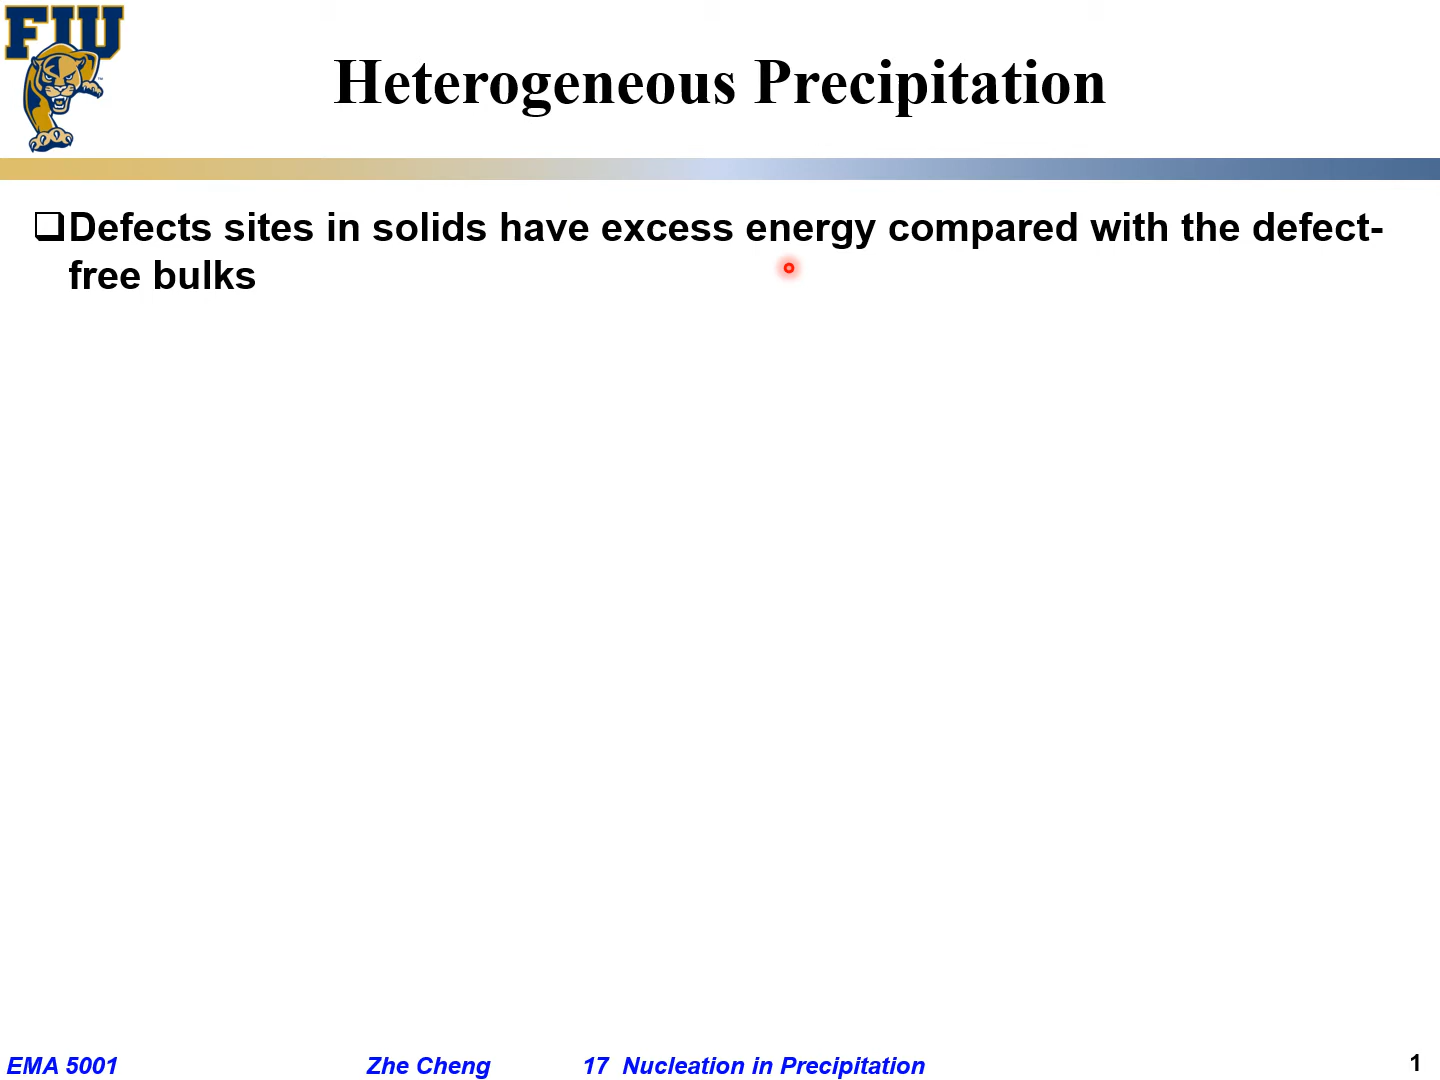 FIU
Heterogeneous Precipitation
❑Defects sites in solids have excess energy compared with the defect-
free bulks
EMA 5001 Zhe Cheng 17 Nucleation in Precipitation 1